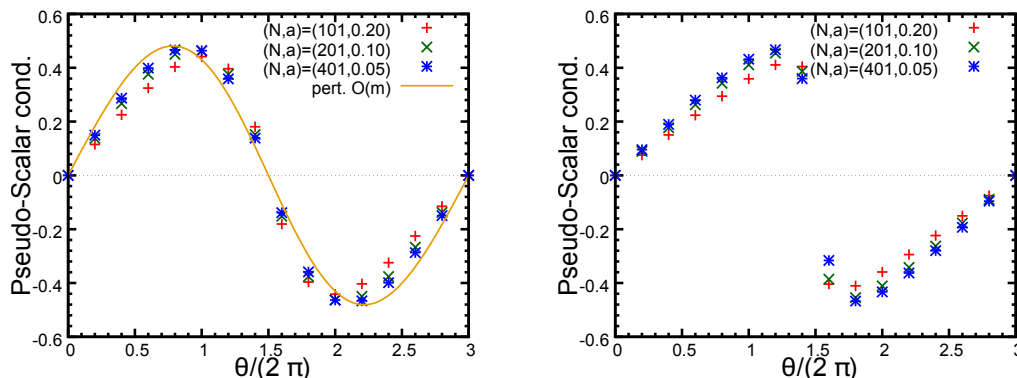 Pseudo-Scalar cond.
0.6
0.4
0.2
0
-0.2
-0.4
-0.6
(N,a)=(101,0.20)
(N,a)=(201,0.10)
(N,a)=(401,0.05)
pert. O(m)
0 0.5 1 1.5 2 2.5 3
θ/(2 π)
Pseudo-Scalar cond.
0.6
0.4
0.2
0
-0.2
-0.4
-0.6
(N,a)=(101,0.20)
(N,a)=(201,0.10)
(N,a)=(401,0.05)
0 0.5 1 1.5 2 2.5 3
θ/(2 π)